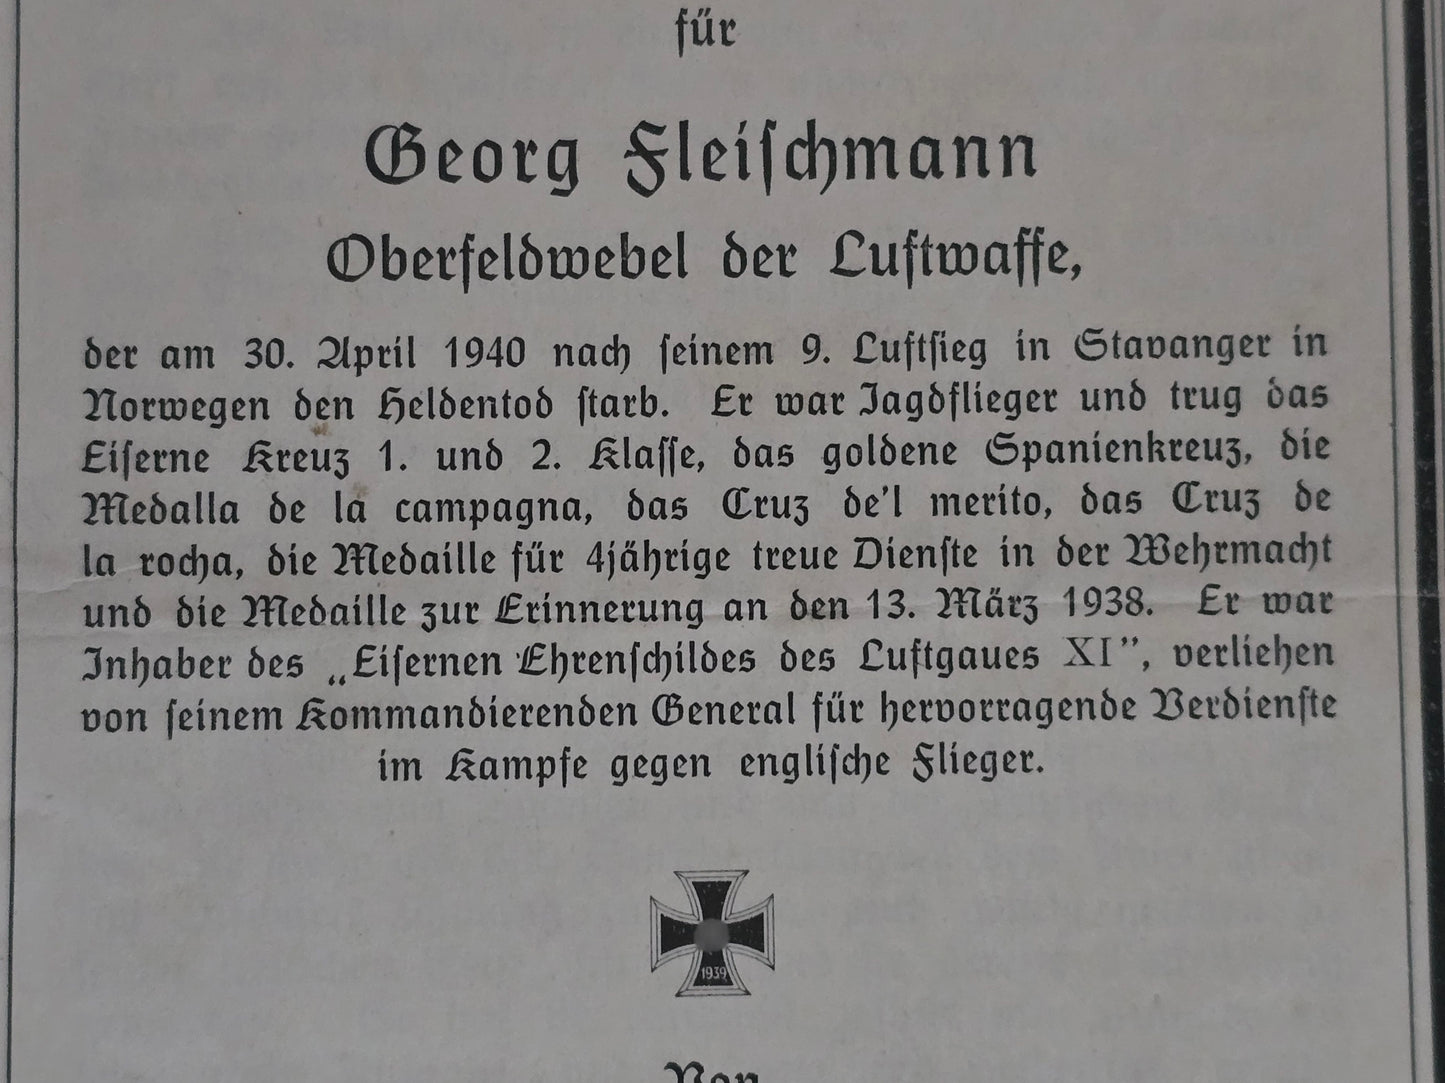 für
Georg Fleischmann
Oberfeldwebel der Luftwaffe,
der am 30. April 1940 nach seinem 9. Luftsieg in Stavanger in
Norwegen den Heldentod starb. Er war Jagdflieger und trug das
Eiserne Kreuz 1. und 2. Klasse, das goldene Spanienkreuz, die
Medalla de la campagna, das Cruz de'l merito, das Cruz de
la rocha, die Medaille für 4jährige treue Dienste in der Wehrmacht
und die Medaille zur Erinnerung an den 13. März 1938. Er war
Inhaber des „Eisernen Ehrenschildes des Luftgaues XI”, verliehen
von seinem Kommandierenden General für hervorragende Verdienste
im Kampfe gegen englische Flieger.
1939